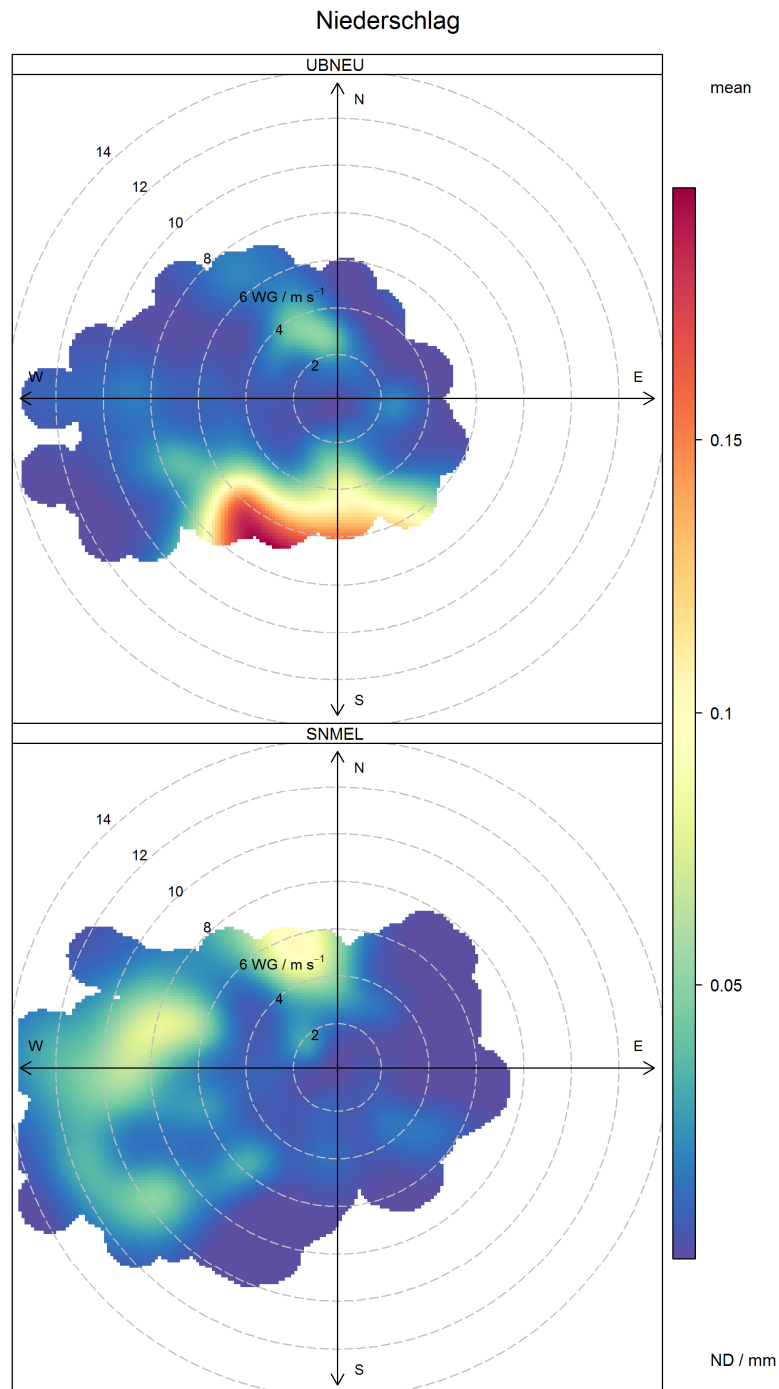 Niederschlag
UBNEU
mean
N
14
12
10
8
6 WG / m s⁻¹
4
2
W
E
S
0.15
0.1
0.05
SNMEL
N
14
12
10
8
6 WG / m s⁻¹
4
2
W
E
S
ND / mm